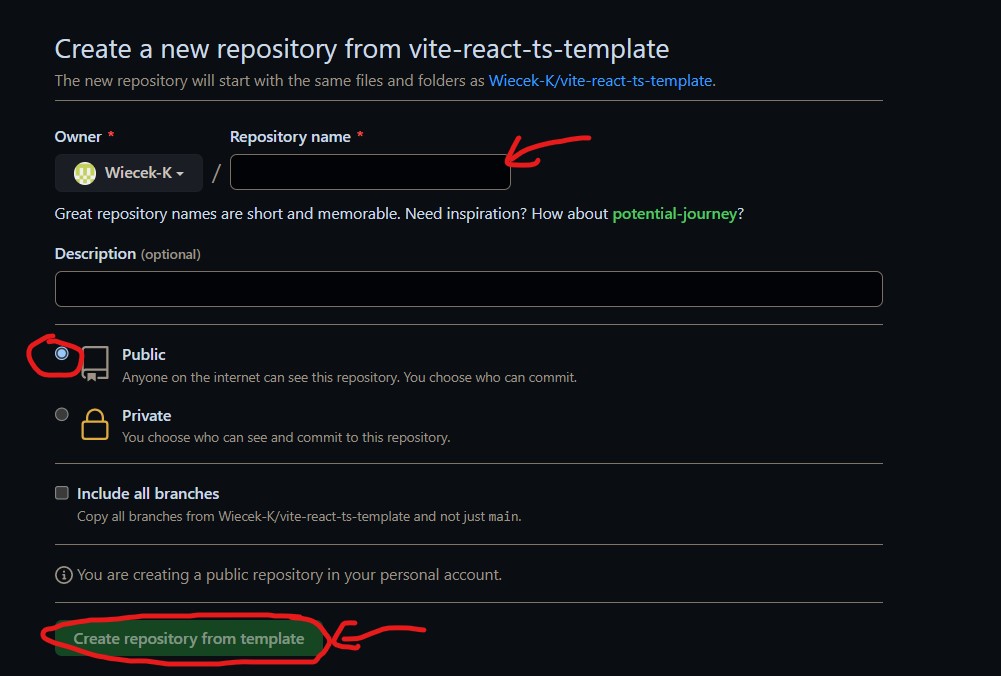 Create a new repository from vite-react-ts-template
The new repository will start with the same files and folders as Wiecek-K/vite-react-ts-template.
Owner * Repository name *
Wiecek-K /
Great repository names are short and memorable. Need inspiration? How about potential-journey?
Description (optional)
Public
Anyone on the internet can see this repository. You choose who can commit.
Private
You choose who can see and commit to this repository.
Include all branches
Copy all branches from Wiecek-K/vite-react-ts-template and not just main.
You are creating a public repository in your personal account.
Create repository from template